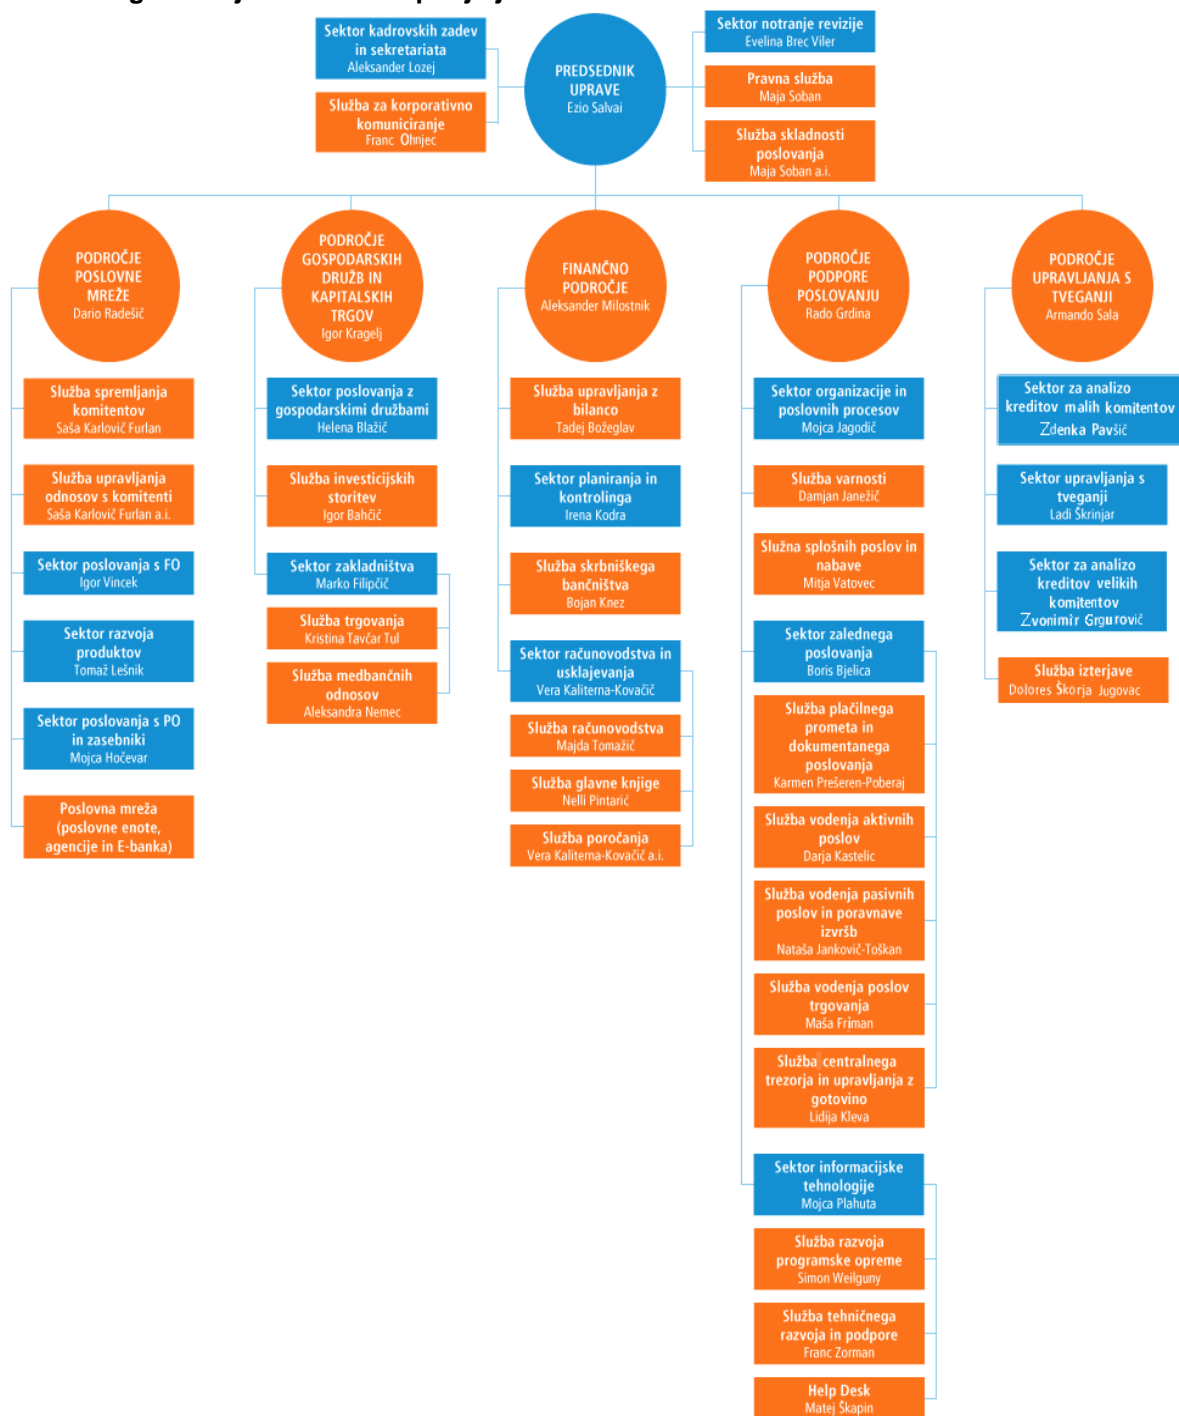 Sektor kadrovskih zadev
in sekretariata
Aleksander Lozej
Služba za korporativno
komuniciranje
Franc Ohnjec
PREDSEDNIK
UPRAVE
Ezio Salvai
Sektor notranje revizije
Evelina Brec Viler
Pravna služba
Maja Soban
Služba skladnosti
poslovanja
Maja Soban a.i.
PODROČJE
POSLOVNE
MREŽE
Dario Radešič
Služba spremljanja
komitentov
Saša Karlovič Furlan
Služba upravljanja
odnosov s komitenti
Saša Karlovič Furlan a.i.
Sektor poslovanja s FO
Igor Vincek
Sektor razvoja
produktov
Tomaž Lešnik
Sektor poslovanja s PO
in zasebniki
Mojca Hočevar
Poslovna mreža
(poslovne enote,
agencije in E-banka)
PODROČJE
GOSPODARSKIH
DRUŽB IN
KAPITALSKIH
TRGOV
Igor Kragelj
Sektor poslovanja z
gospodarskimi družbami
Helena Blažič
Služba investicijskih
storitev
Igor Bahčič
Sektor zakladništva
Marko Filipčič
Služba trgovanja
Kristina Tavčar Tul
Služba medbančnih
odnosov
Aleksandra Nemec
FINANČNO
PODROČJE
Aleksander Milostnik
Služba upravljanja z
bilanco
Tadej Božeglav
Sektor planiranja in
kontrolinga
Irena Kodra
Služba skrbniškega
bančništva
Bojan Knez
Sektor računovodstva in
usklajevanja
Vera Kaliterna-Kovačič
Služba računovodstva
Majda Tomažič
Služba glavne knjige
Nelli Pintarić
Služba poročanja
Vera Kaliterna-Kovačič a.i.
PODROČJE
PODPORE
POSLOVANJU
Rado Grdina
Sektor organizacije in
poslovnih procesov
Mojca Jagodič
Služba varnosti
Damjan Janežič
Služna splošnih poslov in
nabave
Mitja Vatovec
Sektor zalednega
poslovanja
Boris Bjelica
Služba plačilnega
prometa in
dokumentanega
poslovanja
Karmen Prešeren-Poberaj
Služba vodenja aktivnih
poslov
Darja Kastelic
Služba vodenja pasivnih
poslov in poravnave
izvršb
Nataša Jankovič-Toškan
Služba vodenja poslov
trgovanja
Maša Friman
Služba centralnega
trezorja in upravljanja z
gotovino
Lidija Kleva
Sektor informacijske
tehnologije
Mojca Plahuta
Služba razvoja
programske opreme
Simon Weilguny
Služba tehničnega
razvoja in podpore
Franc Zorman
Help Desk
Matej Škapin
PODROČJE
UPRAVLJANJA S
TVEGANJI
Armando Sala
Sektor za analizo
kreditov malih komitentov
Zdenka Pavšič
Sektor upravljanja s
tveganji
Ladi Škrinjar
Sektor za analizo
kreditov velikih
komitentov
Zvonimir Grgurovič
Služba izterjave
Dolores Škorja Jugovac